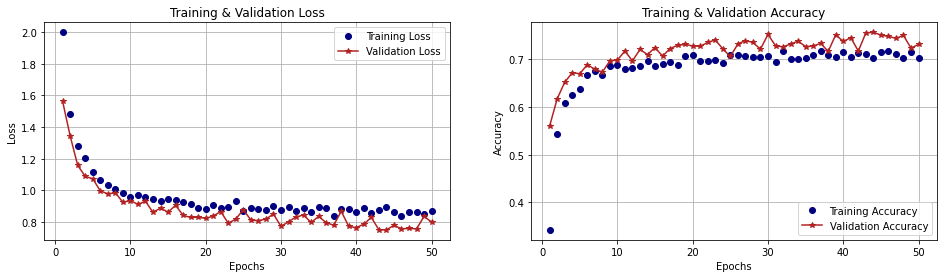 Training & Validation Loss
2.0
1.8
1.6
1.4
1.2
1.0
0.8
Loss
0 10 20 30 40 50
Epochs
Training Loss
Validation Loss
Training & Validation Accuracy
0.7
0.6
0.5
0.4
Accuracy
0 10 20 30 40 50
Epochs
Training Accuracy
Validation Accuracy